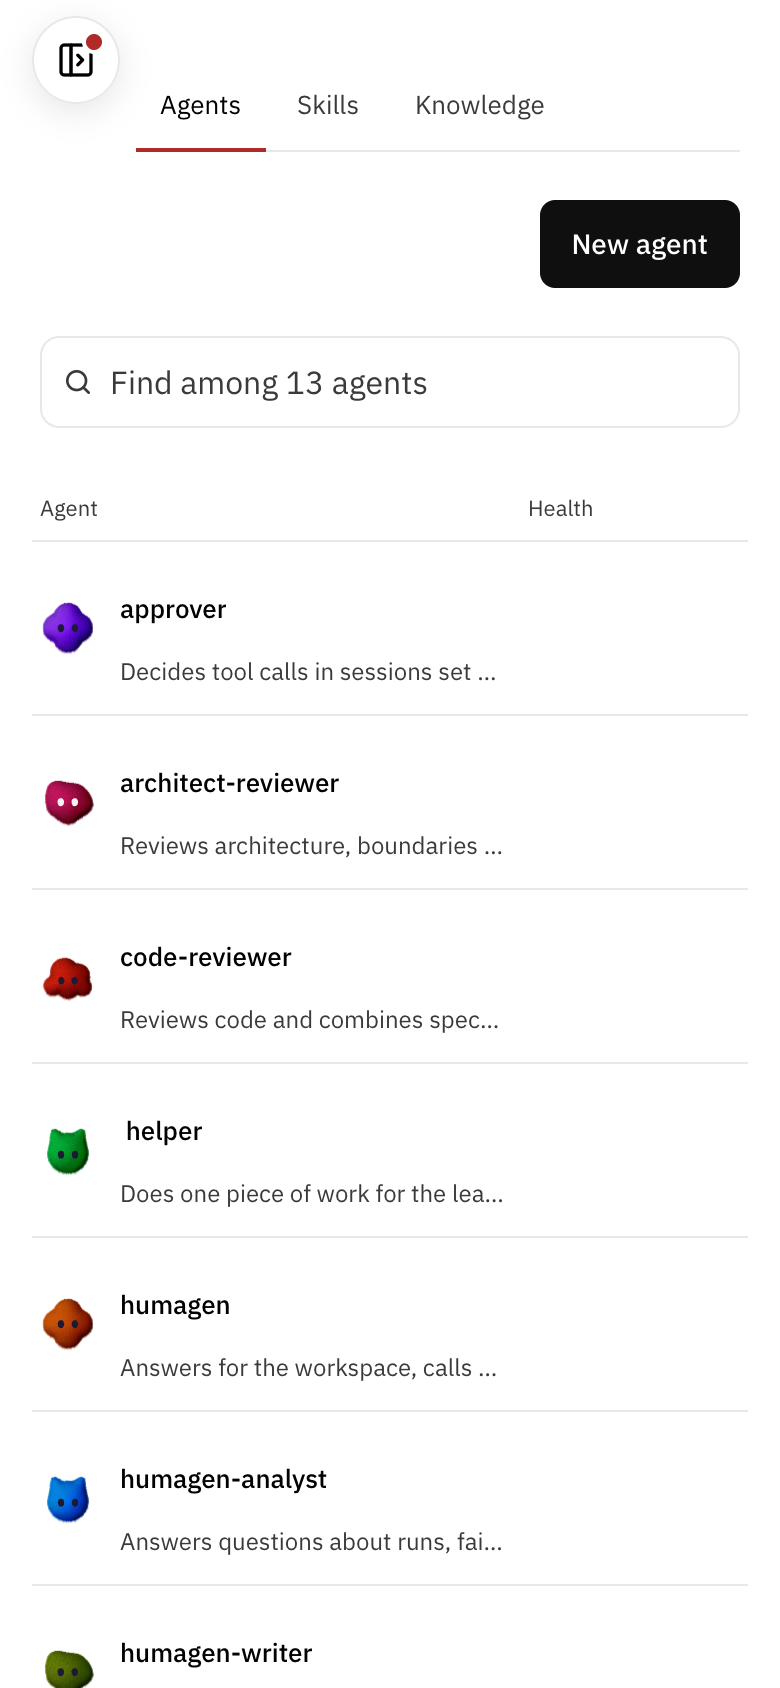 Agents Skills Knowledge
New agent
Find among 13 agents
Agent Health
approver
Decides tool calls in sessions set ...
architect-reviewer
Reviews architecture, boundaries ...
code-reviewer
Reviews code and combines spec...
helper
Does one piece of work for the lea...
humagen
Answers for the workspace, calls ...
humagen-analyst
Answers questions about runs, fai...
humagen-writer